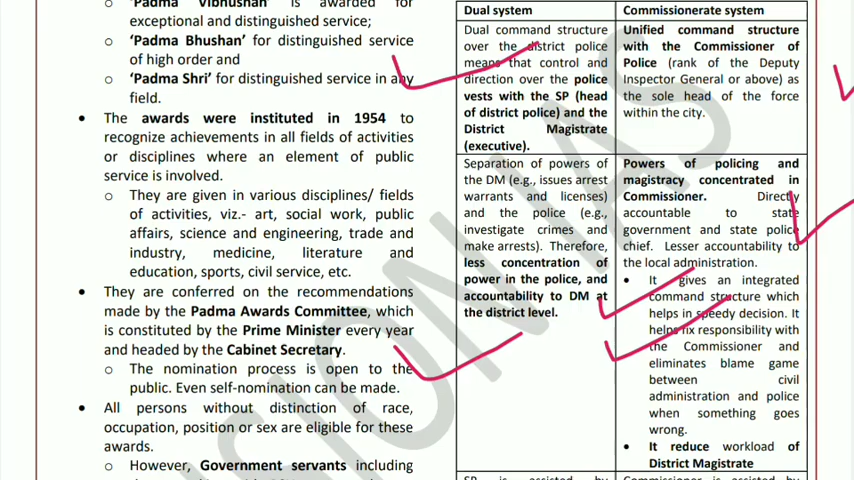 'Padma Vibhushan' is awarded for
exceptional and distinguished service;
o 'Padma Bhushan' for distinguished service
of high order and
o 'Padma Shri' for distinguished service in any
field.
• The awards were instituted in 1954 to
recognize achievements in all fields of activities
or disciplines where an element of public
service is involved.
o They are given in various disciplines/ fields
of activities, viz.- art, social work, public
affairs, science and engineering, trade and
industry, medicine, literature and
education, sports, civil service, etc.
• They are conferred on the recommendations
made by the Padma Awards Committee, which
is constituted by the Prime Minister every year
and headed by the Cabinet Secretary.
o The nomination process is open to the
public. Even self-nomination can be made.
• All persons without distinction of race,
occupation, position or sex are eligible for these
awards.
o However, Government servants including
Dual system
Dual command structure
over the district police
means that control and
direction over the police
vests with the SP (head
of district police) and the
District Magistrate
(executive).
Separation of powers of
the DM (e.g., issues arrest
warrants and licenses)
and the police (e.g.,
investigate crimes and
make arrests). Therefore,
less concentration of
power in the police, and
accountability to DM at
the district level.
SP is assisted by
Commissionerate system
Unified command structure
with the Commissioner of
Police (rank of the Deputy
Inspector General or above) as
the sole head of the force
within the city.
Powers of policing and
magistracy concentrated in
Commissioner. Directly
accountable to state
government and state police
chief. Lesser accountability to
the local administration.
• It gives an integrated
command structure which
helps in speedy decision. It
helps fix responsibility with
the Commissioner and
eliminates blame game
between civil
administration and police
when something goes
wrong.
• It reduce workload of
District Magistrate
Commissioner is assisted by
VISION IAS